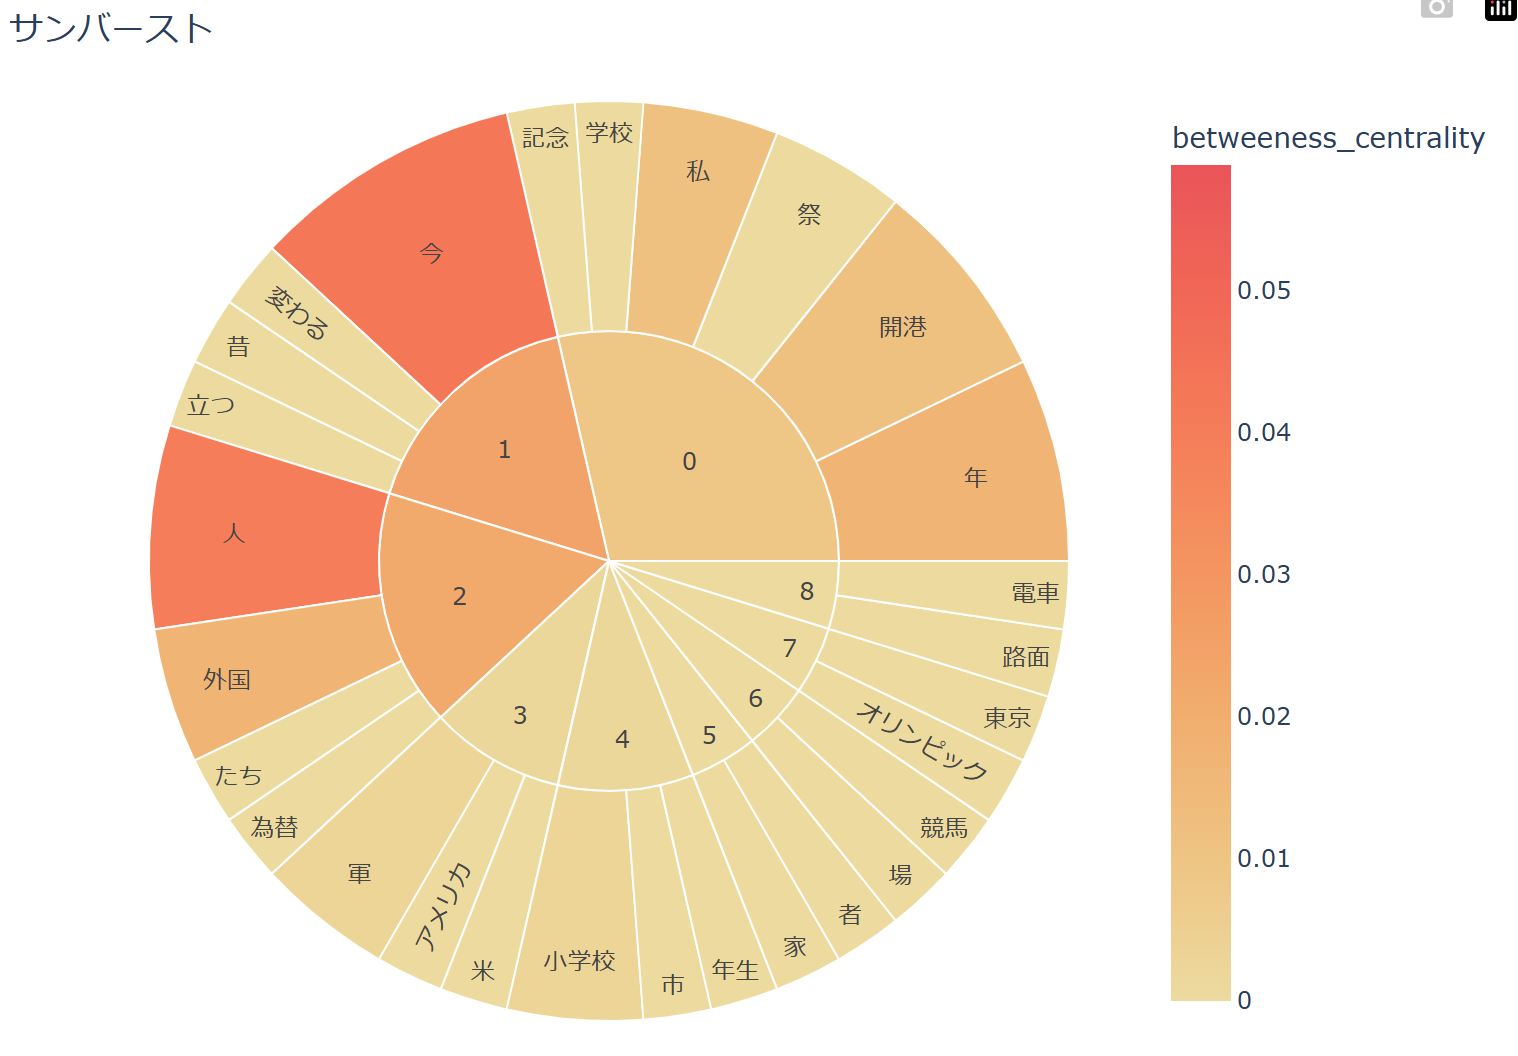 サンバースト
betweeness_centrality
0.05
0.04
0.03
0.02
0.01
0
記念
学校
私
祭
開港
年
今
変わる
昔
立つ
人
外国
たち
為替
軍
アメリカ
米
小学校
市
年生
家
者
場
競馬
オリンピック
東京
路面
電車
0
1
2
3
4
5
6
7
8